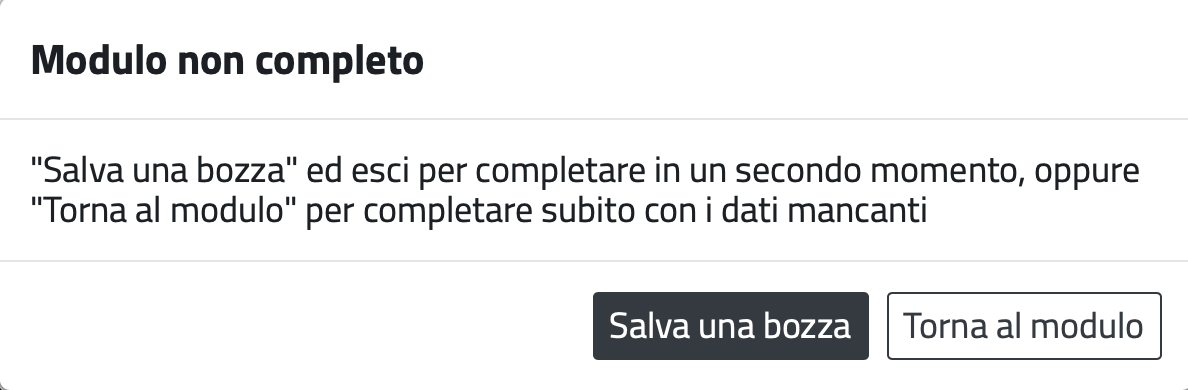 Modulo non completo
"Salva una bozza" ed esci per completare in un secondo momento, oppure
"Torna al modulo" per completare subito con i dati mancanti
Salva una bozza
Torna al modulo